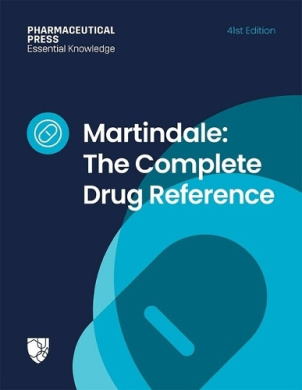 PHARMACEUTICAL
PRESS
Essential Knowledge
41st Edition
Martindale:
The Complete
Drug Reference